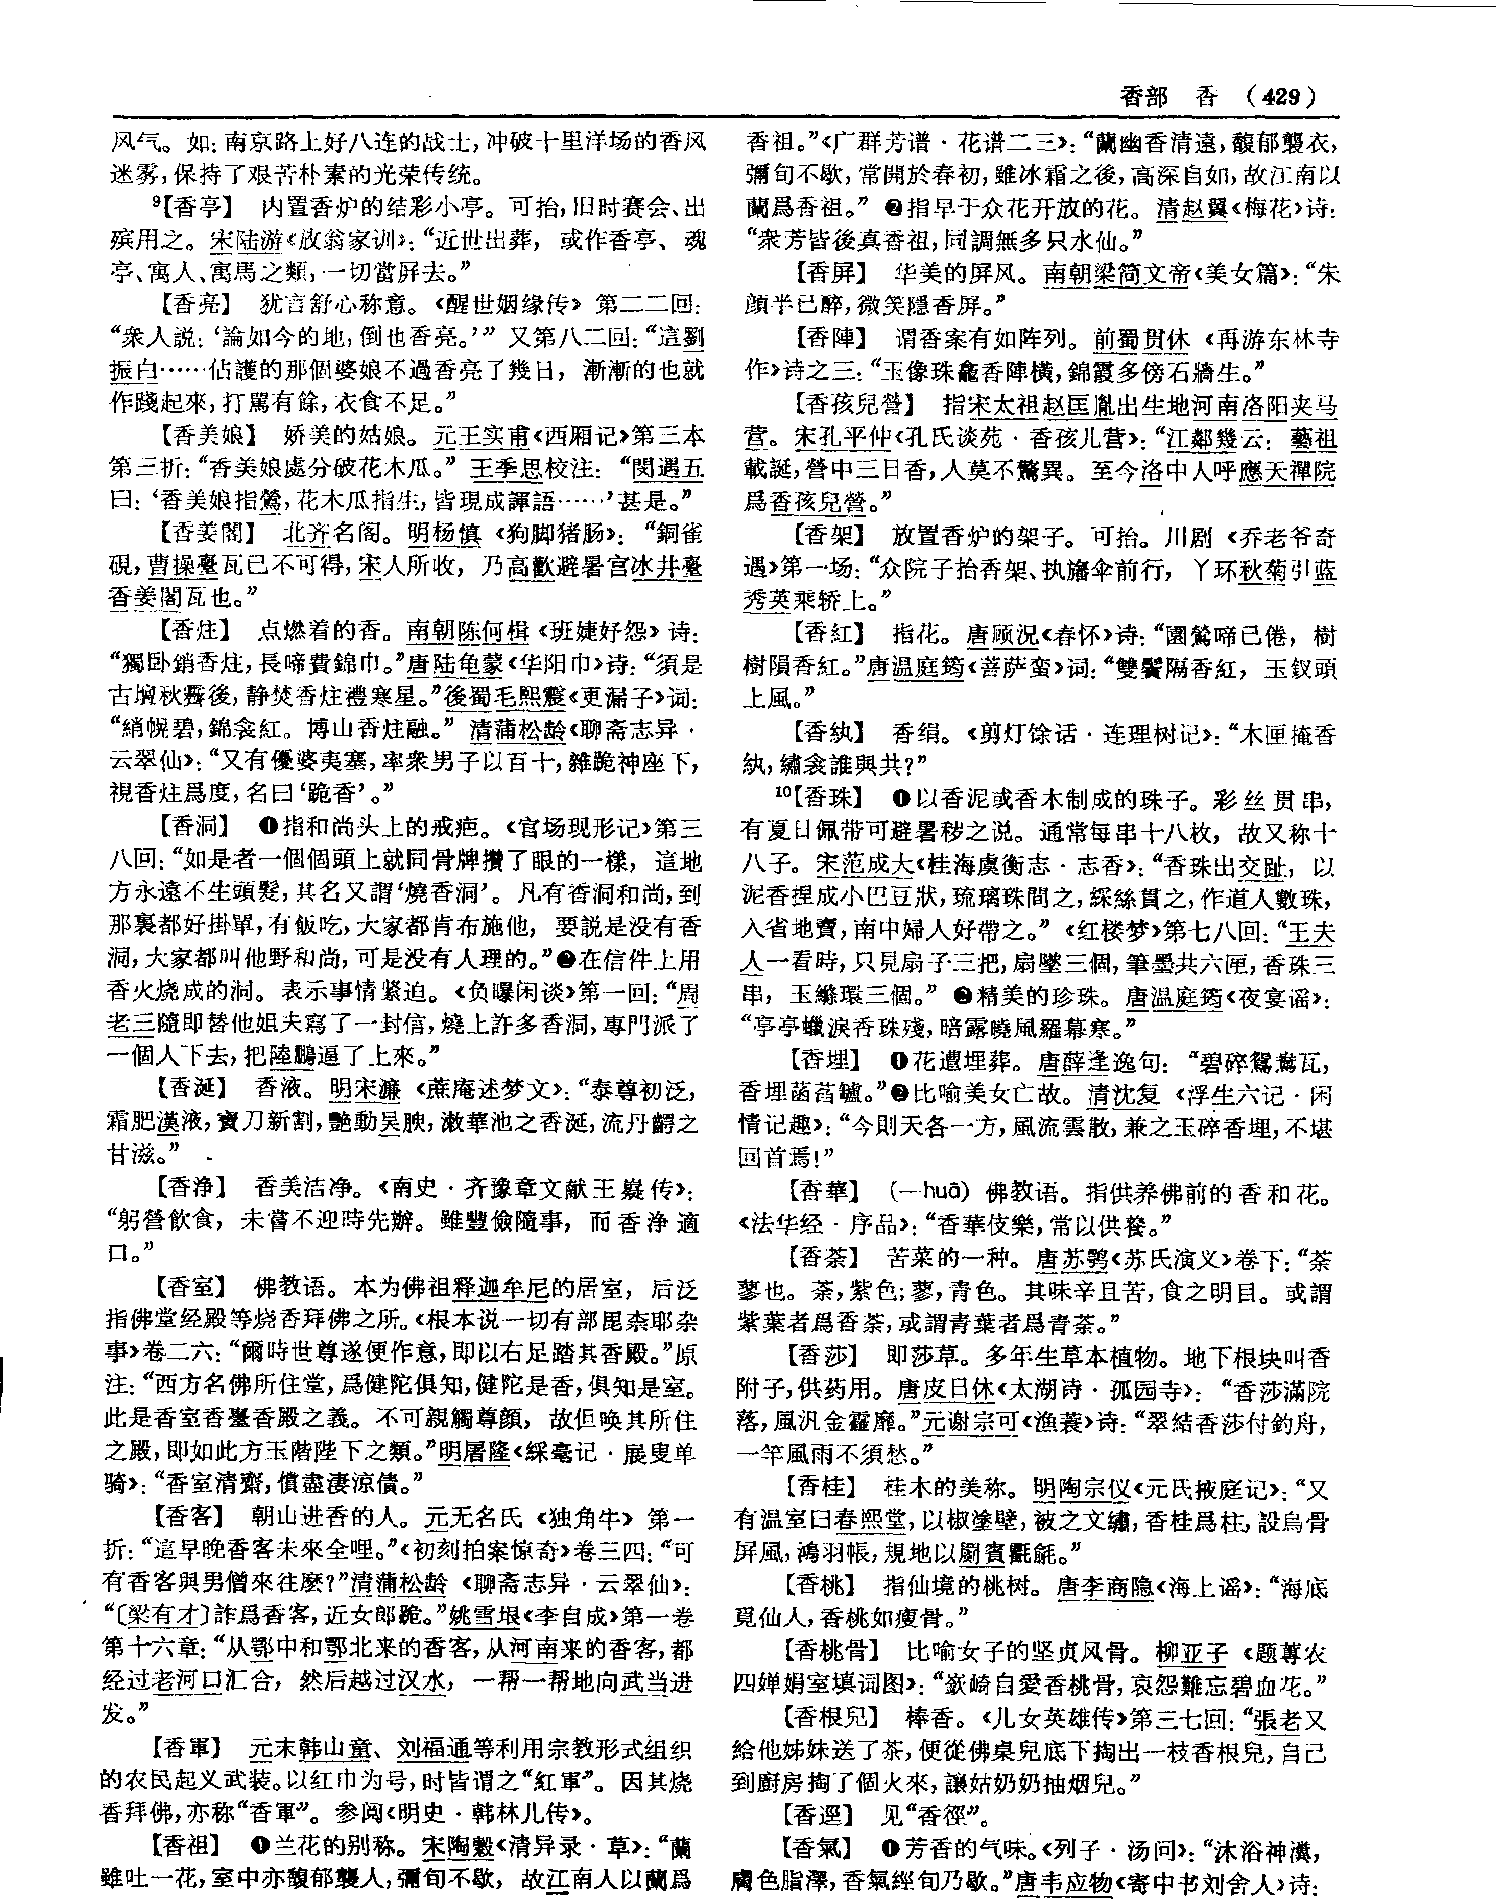 香部 香 (429)
风气。如:南京路上好八连的战士,冲破十里洋场的香风
迷雾,保持了艰苦朴素的光荣传统。
⁹【香亭】 内置香炉的结彩小亭。可抬,旧时赛会、出
殡用之。宋陆游《放翁家训》:“近世出葬,或作香亭、魂
亭、寓人、寓馬之類,一切當屏去。”
【香亮】 犹言舒心称意。《醒世姻缘传》第二二回:
“衆人説:‘論如今的地,倒也香亮。’”又第八二回:“這劉
振白……佔護的那個婆娘不過香亮了幾日,漸漸的也就
作踐起來,打駡有餘,衣食不足。”
【香美娘】 娇美的姑娘。元王实甫《西厢记》第三本
第三折:“香美娘處分破花木瓜。”王季思校注:“閔遇五
曰:‘香美娘指鶯,花木瓜指生,皆現成諢語……’甚是。”
【香姜閣】 北齐名阁。明杨慎《狗脚猪肠》:“銅雀
硯,曹操臺瓦已不可得,宋人所收,乃高歡避暑宫冰井臺
香姜閣瓦也。”
【香炷】 点燃着的香。南朝陈何楫《班婕妤怨》诗:
“獨卧銷香炷,長啼費錦巾。”唐陆龟蒙《华阳巾》诗:“須是
古壇秋霽後,静焚香炷禮寒星。”後蜀毛熙震《更漏子》词:
“綃幌碧,錦衾紅。博山香炷融。”清蒲松龄《聊斋志异·
云翠仙》:“又有優婆夷塞,率衆男子以百十,雜跪神座下,
視香炷爲度,名曰‘跪香’。”
【香洞】 ❶指和尚头上的戒疤。《官场现形记》第三
八回:“如是者一個個頭上就同骨牌攢了眼的一樣,這地
方永遠不生頭髮,其名又謂‘燒香洞’。凡有香洞和尚,到
那裏都好掛單,有飯吃,大家都肯布施他,要説是没有香
洞,大家都叫他野和尚,可是没有人理的。”❷在信件上用
香火烧成的洞。表示事情紧迫。《负曝闲谈》第一回:“周
老三隨即替他姐夫寫了一封信,燒上許多香洞,專門派了
一個人下去,把陸鵬逼了上來。”
【香涎】 香液。明宋濂《蔗庵述梦文》:“泰尊初泛,
霜肥漢液,寶刀新割,艷動吴腴,漱華池之香涎,流丹齶之
甘滋。”
【香净】 香美洁净。《南史·齐豫章文献王嶷传》:
“躬營飲食,未嘗不迎時先辦。雖豐儉隨事,而香净適
口。”
【香室】 佛教语。本为佛祖释迦牟尼的居室,后泛
指佛堂经殿等烧香拜佛之所。《根本说一切有部毘奈耶杂
事》卷二六:“爾時世尊遂便作意,即以右足踏其香殿。”原
注:“西方名佛所住堂,爲健陀俱知,健陀是香,俱知是室。
此是香室香臺香殿之義。不可親觸尊顔,故但唤其所住
之殿,即如此方玉階陛下之類。”明屠隆《綵毫记·展叟单
骑》:“香室清齋,償盡淒涼債。”
【香客】 朝山进香的人。元无名氏《独角牛》第一
折:“這早晚香客未來全哩。”《初刻拍案惊奇》卷三四:“可
有香客與男僧來往麽?”清蒲松龄《聊斋志异·云翠仙》:
“〔梁有才〕詐爲香客,近女郎跪。”姚雪垠《李自成》第一卷
第十六章:“从鄂中和鄂北来的香客,从河南来的香客,都
经过老河口汇合,然后越过汉水,一帮一帮地向武当进
发。”
【香軍】 元末韩山童、刘福通等利用宗教形式组织
的农民起义武装。以红巾为号,时皆谓之“紅軍”。因其烧
香拜佛,亦称“香軍”。参阅《明史·韩林儿传》。
【香祖】 ❶兰花的别称。宋陶穀《清异录·草》:“蘭
雖吐一花,室中亦馥郁襲人,彌旬不歇,故江南人以蘭爲
香祖。”《广群芳谱·花谱二三》:“蘭幽香清遠,馥郁襲衣,
彌旬不歇,常開於春初,雖冰霜之後,高深自如,故江南以
蘭爲香祖。”❷指早于众花开放的花。清赵翼《梅花》诗:
“衆芳皆後真香祖,同調無多只水仙。”
【香屏】 华美的屏风。南朝梁简文帝《美女篇》:“朱
顔半已醉,微笑隱香屏。”
【香陣】 谓香案有如阵列。前蜀贯休《再游东林寺
作》诗之三:“玉像珠龕香陣横,錦霞多傍石牆生。”
【香孩兒營】 指宋太祖赵匡胤出生地河南洛阳夹马
营。宋孔平仲《孔氏谈苑·香孩儿营》:“江鄰幾云:藝祖
載誕,營中三日香,人莫不驚異。至今洛中人呼應天禪院
爲香孩兒營。”
【香架】 放置香炉的架子。可抬。川剧《乔老爷奇
遇》第一场:“众院子抬香架、执旛伞前行,丫环秋菊引蓝
秀英乘轿上。”
【香紅】 指花。唐顾况《春怀》诗:“園鶯啼已倦,樹
樹隕香紅。”唐温庭筠《菩萨蛮》词:“雙鬢隔香紅,玉釵頭
上風。”
【香紈】 香绢。《剪灯馀话·连理树记》:“木匣掩香
紈,繡衾誰與共?”
¹⁰【香珠】 ❶以香泥或香木制成的珠子。彩丝贯串,
有夏日佩带可避暑秽之说。通常每串十八枚,故又称十
八子。宋范成大《桂海虞衡志·志香》:“香珠出交趾,以
泥香捏成小巴豆狀,琉璃珠間之,綵絲貫之,作道人數珠,
入省地賣,南中婦人好帶之。”《红楼梦》第七八回:“王夫
人一看時,只見扇子三把,扇墜三個,筆墨共六匣,香珠三
串,玉縧環三個。”❷精美的珍珠。唐温庭筠《夜宴谣》:
“亭亭蠟淚香珠殘,暗露曉風羅幕寒。”
【香埋】 ❶花遭埋葬。唐薛逢逸句:“碧碎鴛鴦瓦,
香埋菡萏罏。”❷比喻美女亡故。清沈复《浮生六记·闲
情记趣》:“今則天各一方,風流雲散,兼之玉碎香埋,不堪
回首焉!”
【香華】 (—huā)佛教语。指供养佛前的香和花。
《法华经·序品》:“香華伎樂,常以供養。”
【香荼】 苦菜的一种。唐苏鹗《苏氏演义》卷下:“荼
蓼也。荼,紫色;蓼,青色。其味辛且苦,食之明目。或謂
紫葉者爲香荼,或謂青葉者爲青荼。”
【香莎】 即莎草。多年生草本植物。地下根块叫香
附子,供药用。唐皮日休《太湖诗·孤园寺》:“香莎滿院
落,風汎金靃靡。”元谢宗可《渔蓑》诗:“翠結香莎付釣舟,
一竿風雨不須愁。”
【香桂】 桂木的美称。明陶宗仪《元氏掖庭记》:“又
有温室曰春熙堂,以椒塗壁,被之文繡,香桂爲柱,設烏骨
屏風,鴻羽帳,規地以罽賓氍毹。”
【香桃】 指仙境的桃树。唐李商隐《海上谣》:“海底
覓仙人,香桃如瘦骨。”
【香桃骨】 比喻女子的坚贞风骨。柳亚子《题蓴农
四婵娟室填词图》:“嶔崎自愛香桃骨,哀怨難忘碧血花。”
【香根兒】 棒香。《儿女英雄传》第三七回:“張老又
給他姊妹送了茶,便從佛桌兒底下掏出一枝香根兒,自己
到廚房掏了個火來,讓姑奶奶抽烟兒。”
【香逕】 见“香徑”。
【香氣】 ❶芳香的气味。《列子·汤问》:“沐浴神瀵,
膚色脂澤,香氣經旬乃歇。”唐韦应物《寄中书刘舍人》诗: